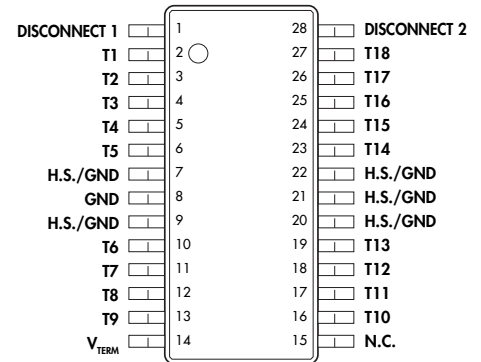 DISCONNECT 1 1 28 DISCONNECT 2
T1 2 27 T18
T2 3 26 T17
T3 4 25 T16
T4 5 24 T15
T5 6 23 T14
H.S./GND 7 22 H.S./GND
GND 8 21 H.S./GND
H.S./GND 9 20 H.S./GND
T6 10 19 T13
T7 11 18 T12
T8 12 17 T11
T9 13 16 T10
VTERM 14 15 N.C.